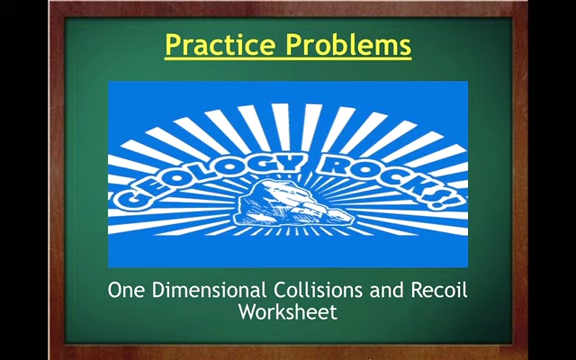 Practice Problems
GEOLOGY ROCKS!
One Dimensional Collisions and Recoil
Worksheet